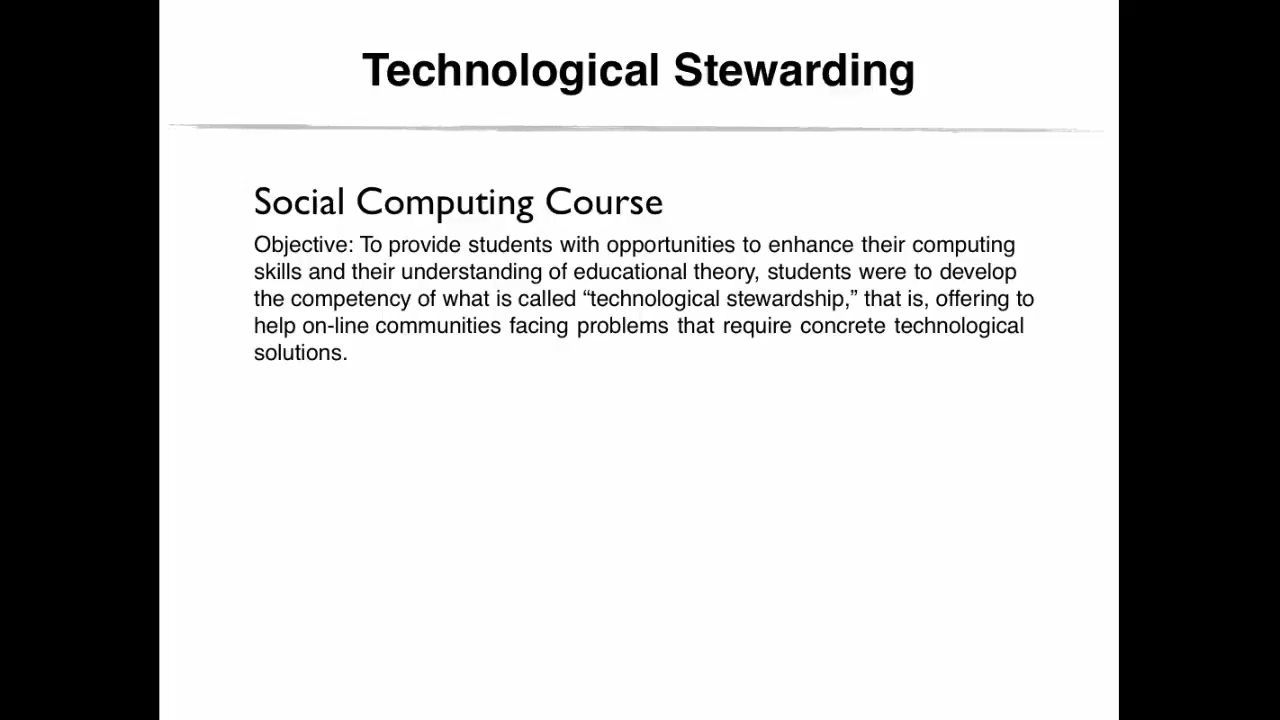 Technological Stewarding
Social Computing Course
Objective: To provide students with opportunities to enhance their computing
skills and their understanding of educational theory, students were to develop
the competency of what is called “technological stewardship,” that is, offering to
help on-line communities facing problems that require concrete technological
solutions.